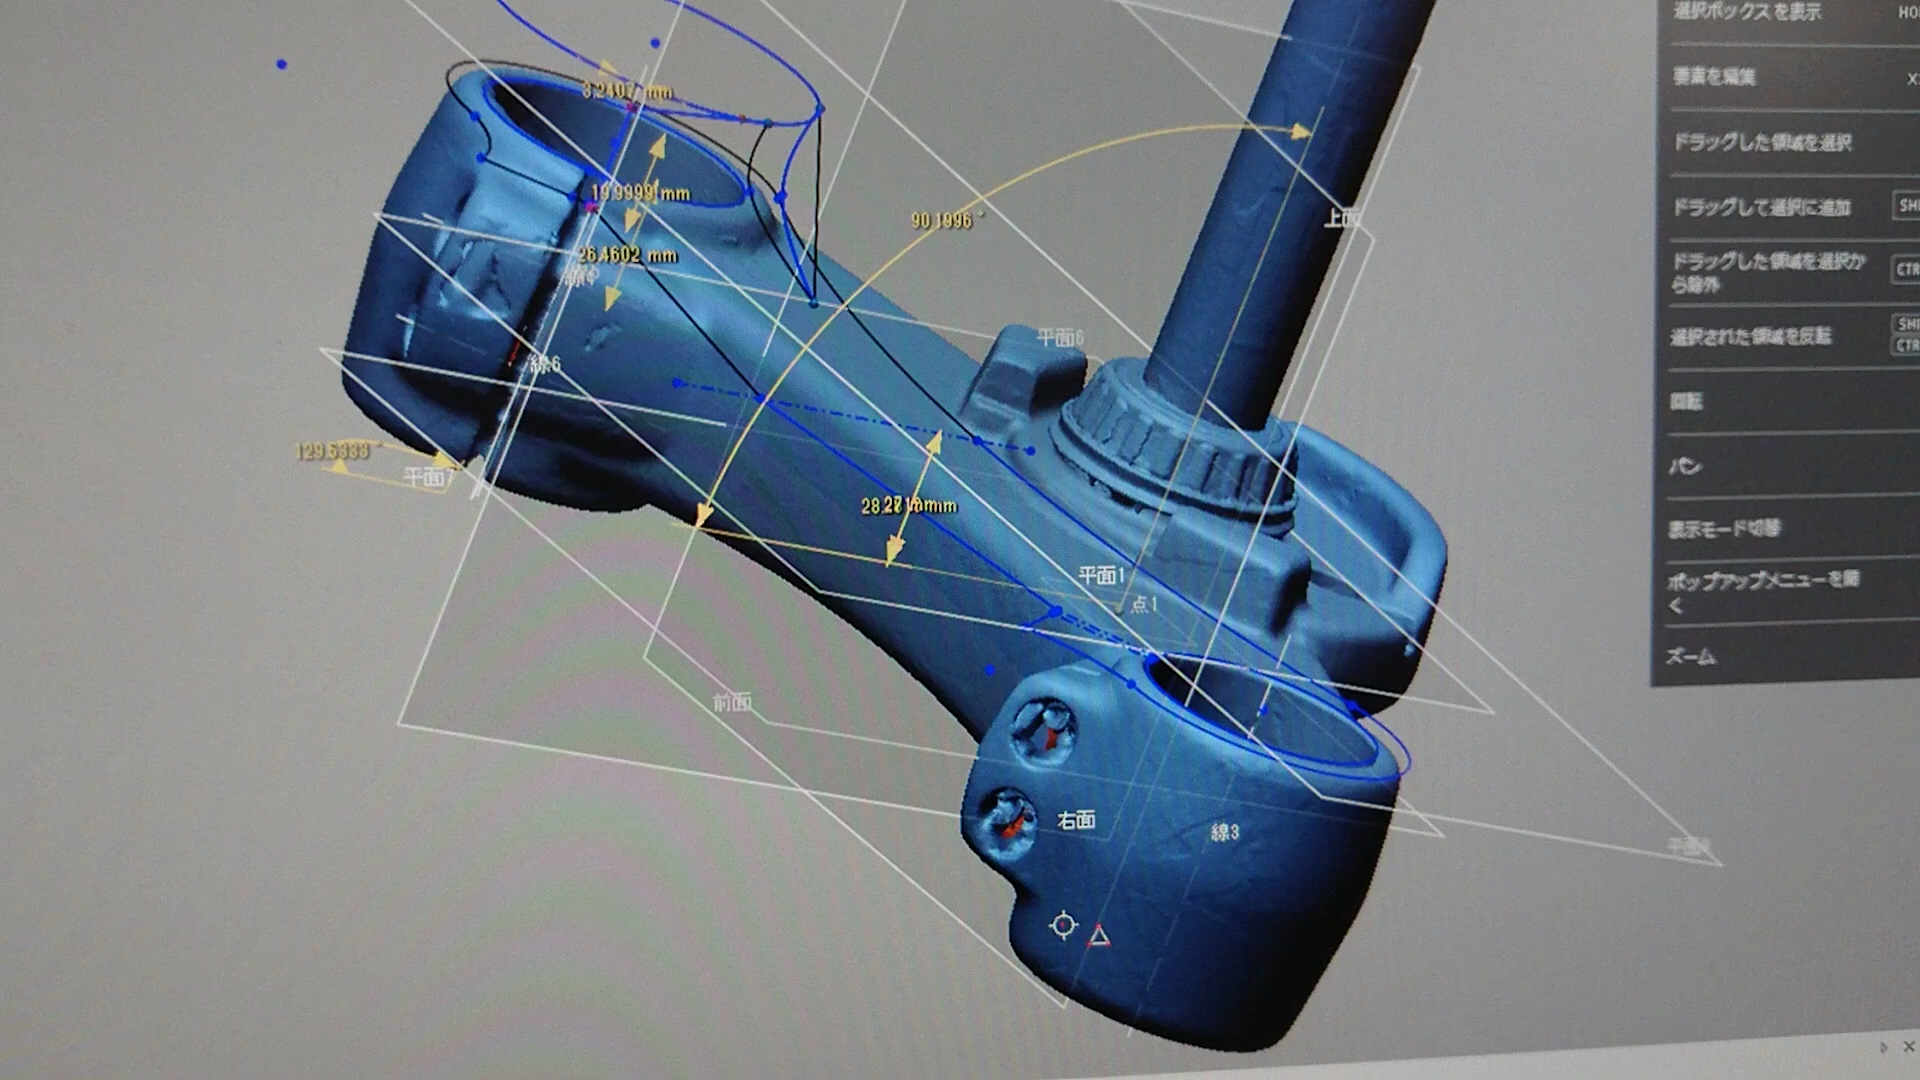 選択ボックスを表示
要素を編集
ドラッグした領域を選択
ドラッグして選択に追加
SHI
ドラッグした領域を選択か
ら除外
CTR
選択された領域を反転
SHI
CTR
回転
パン
表示モード切替
ポップアップメニューを開
く
ズーム
3.2407 mm
19.9999 mm
26.4602 mm
90.1996 °
上面
平面6
線6
129.5333 °
平面7
平面1
点1
前面
右面
線3